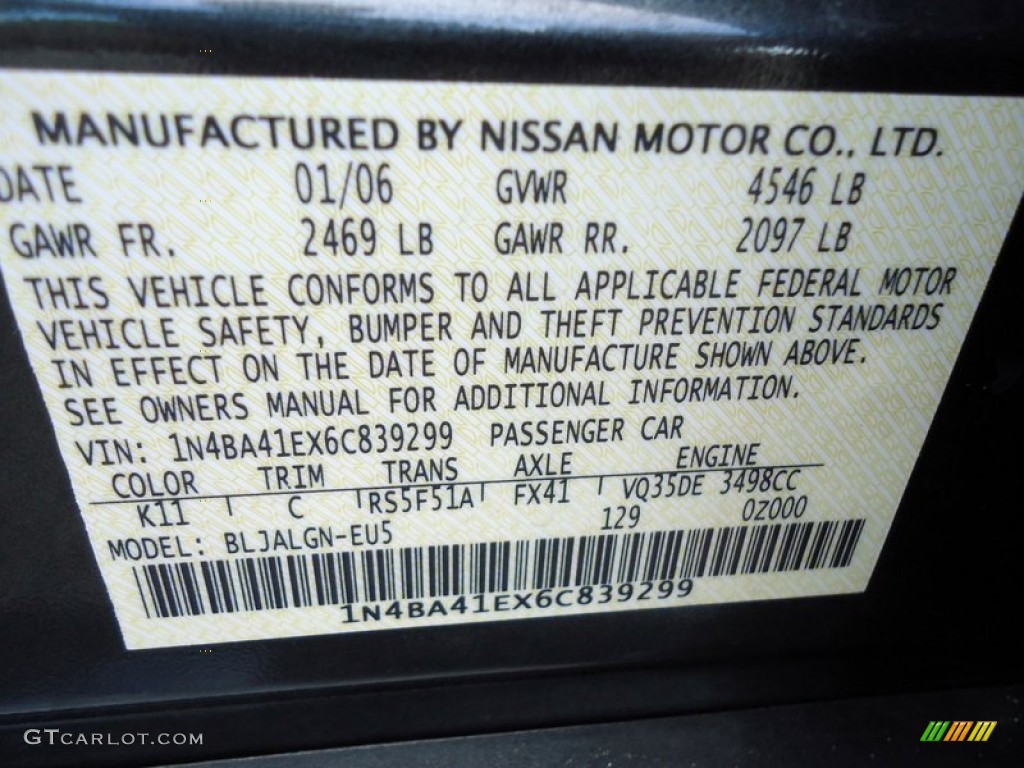 MANUFACTURED BY NISSAN MOTOR CO., LTD.
DATE 01/06 GVWR 4546 LB
GAWR FR. 2469 LB GAWR RR. 2097 LB
THIS VEHICLE CONFORMS TO ALL APPLICABLE FEDERAL MOTOR
VEHICLE SAFETY, BUMPER AND THEFT PREVENTION STANDARDS
IN EFFECT ON THE DATE OF MANUFACTURE SHOWN ABOVE.
SEE OWNERS MANUAL FOR ADDITIONAL INFORMATION.
VIN: 1N4BA41EX6C839299 PASSENGER CAR
COLOR TRIM TRANS AXLE ENGINE
K11 C RS5F51A FX41 VQ35DE 3498CC
129 0Z000
MODEL: BLJALGN-EU5
1N4BA41EX6C839299
GTCARLOT.COM